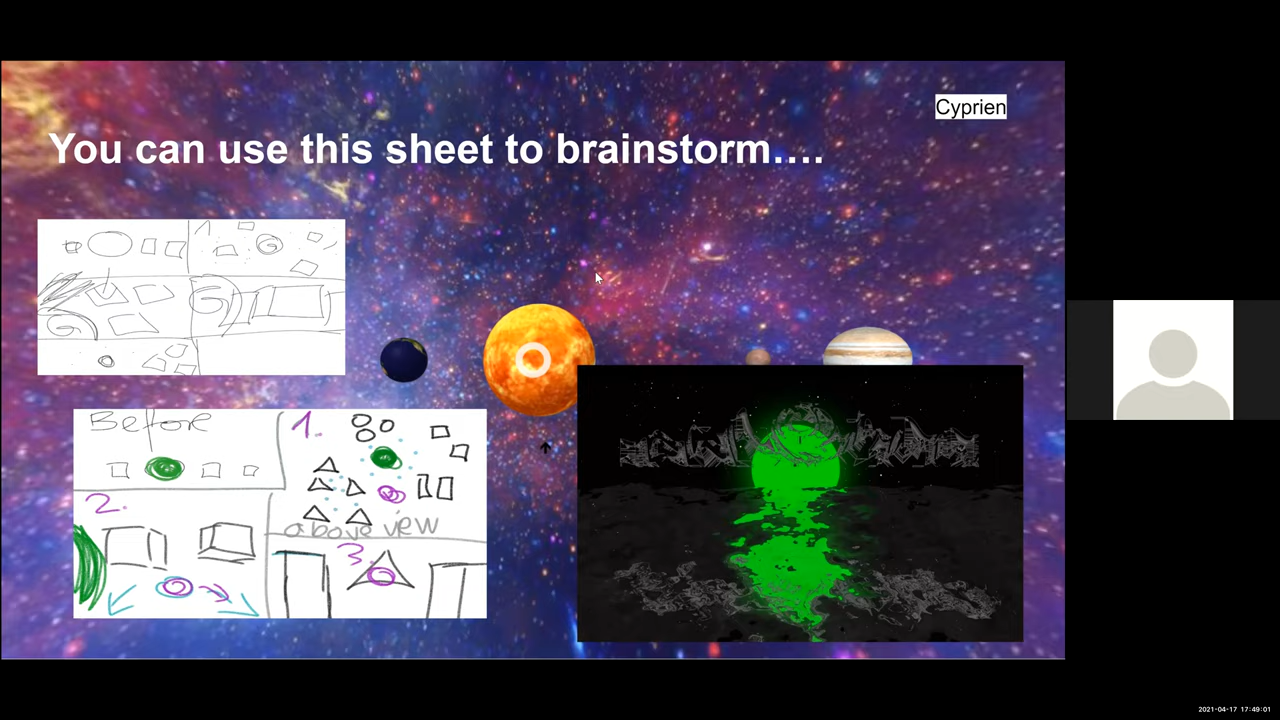 Cyprien
You can use this sheet to brainstorm....
Before
1.
2.
above view
3
2021-04-17 17:49:01